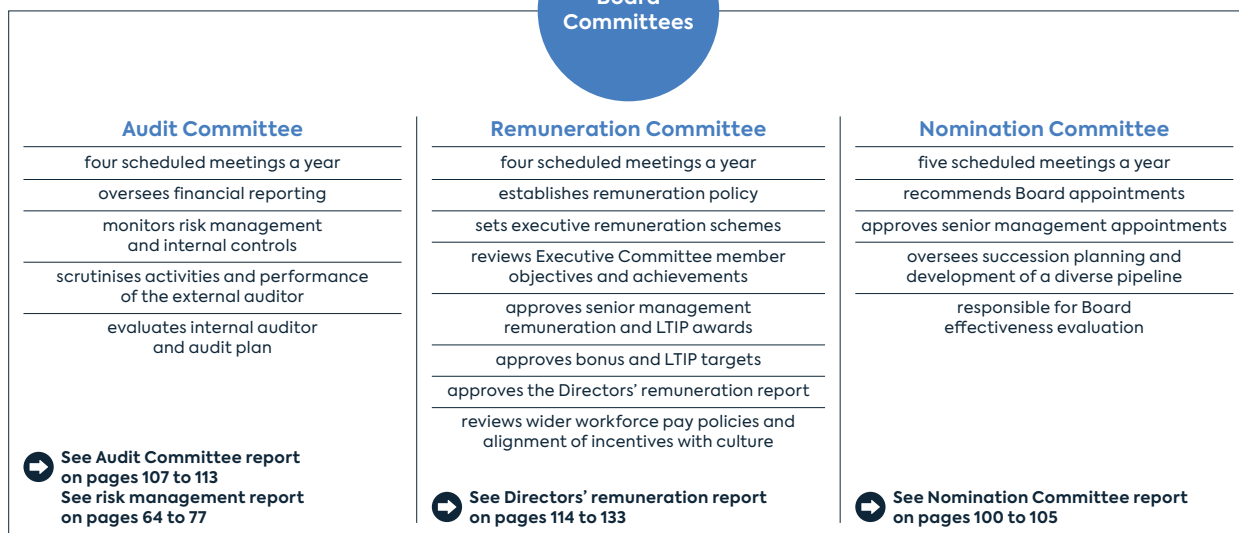 Board
Committees
Audit Committee
four scheduled meetings a year
oversees financial reporting
monitors risk management
and internal controls
scrutinises activities and performance
of the external auditor
evaluates internal auditor
and audit plan
See Audit Committee report
on pages 107 to 113
See risk management report
on pages 64 to 77
Remuneration Committee
four scheduled meetings a year
establishes remuneration policy
sets executive remuneration schemes
reviews Executive Committee member
objectives and achievements
approves senior management
remuneration and LTIP awards
approves bonus and LTIP targets
approves the Directors’ remuneration report
reviews wider workforce pay policies and
alignment of incentives with culture
See Directors’ remuneration report
on pages 114 to 133
Nomination Committee
five scheduled meetings a year
recommends Board appointments
approves senior management appointments
oversees succession planning and
development of a diverse pipeline
responsible for Board
effectiveness evaluation
See Nomination Committee report
on pages 100 to 105